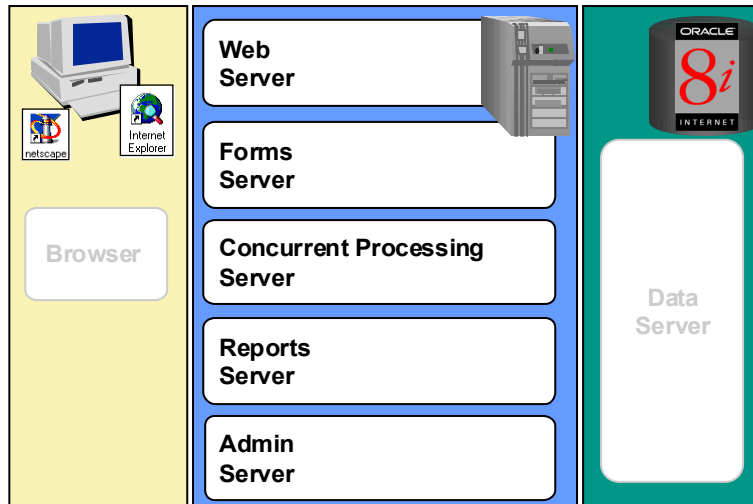 netscape
Internet
Explorer
Browser
Web
Server
Forms
Server
Concurrent Processing
Server
Reports
Server
Admin
Server
ORACLE
8i
INTERNET
Data
Server